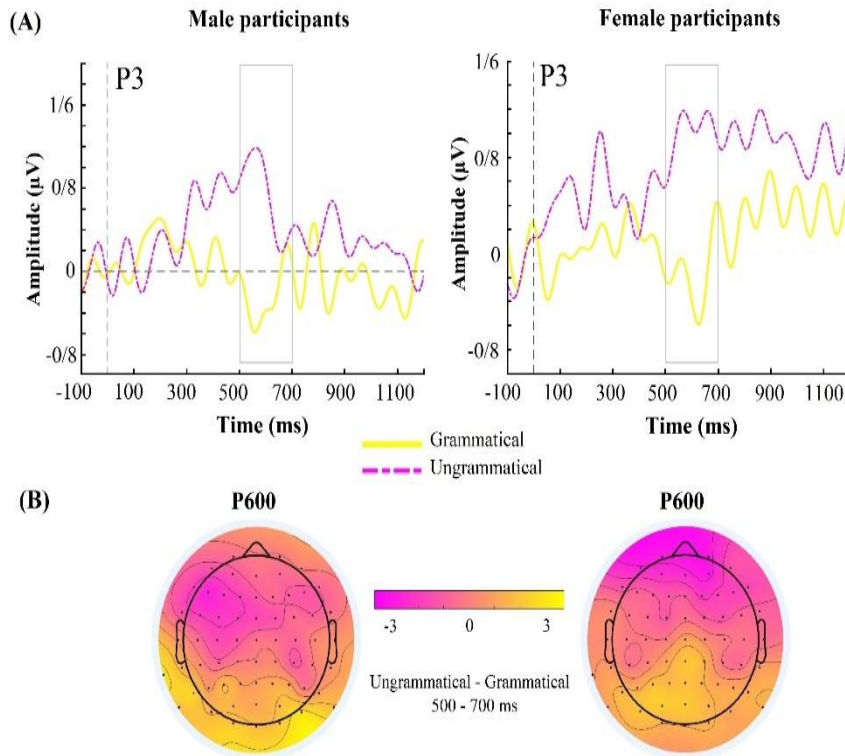 (A)
Male participants
Female participants
P3
1/6
0/8
0
-0/8
Amplitude (µV)
-100 100 300 500 700 900 1100
Time (ms)
P3
1/6
0/8
0
-0/8
Amplitude (µV)
-100 100 300 500 700 900 1100
Time (ms)
Grammatical
Ungrammatical
(B)
P600
P600
-3 0 3
Ungrammatical - Grammatical
500 - 700 ms